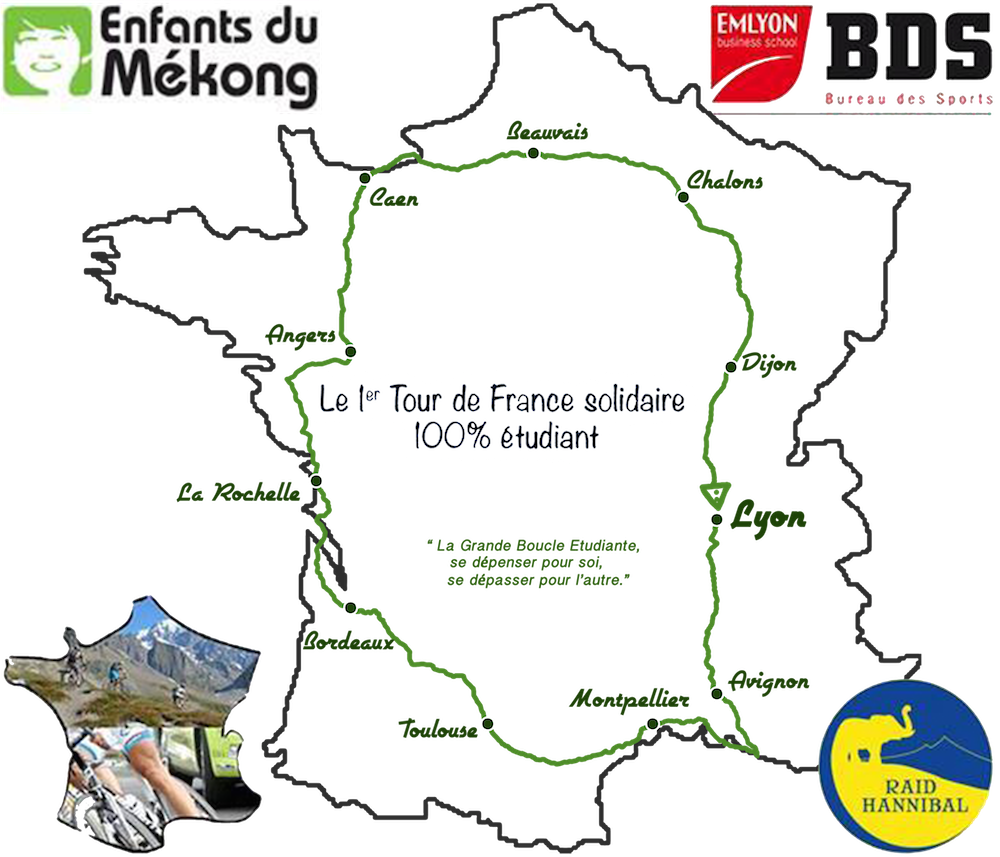 Enfants du
Mékong
EMLYON
business school
BDS
Bureau des Sports
Beauvais
Chalons
Caen
Angers
Dijon
Le 1er Tour de France solidaire
100% étudiant
La Rochelle
Lyon
“ La Grande Boucle Etudiante,
se dépenser pour soi,
se dépasser pour l'autre.”
Bordeaux
Avignon
Montpellier
Toulouse
RAID
HANNIBAL